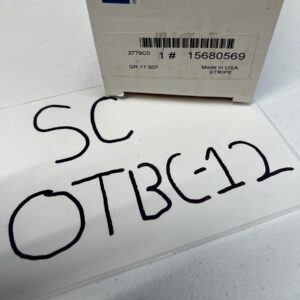 2779C0 1# 15680569
GR 17.507 Made in USA
STRIPE
SC
OTBC-12